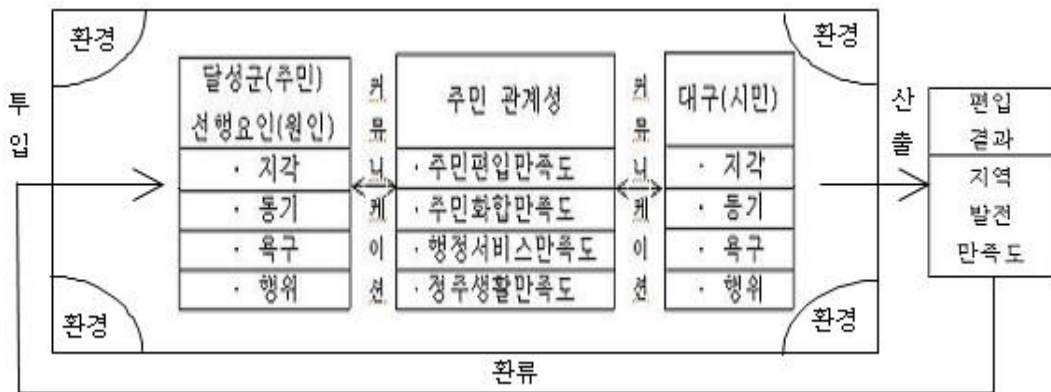 환경
환경
투입
달성군(주민)
선행요인(원인)
· 지각
· 동기
· 욕구
· 행위
커뮤니케이션
주민 관계성
· 주민편입만족도
· 주민화합만족도
· 행정서비스만족도
· 정주생활만족도
커뮤니케이션
대구(시민)
· 지각
· 등기
· 욕구
· 행위
산출
편입
결과
지역
발전
만족도
환경
환경
환류